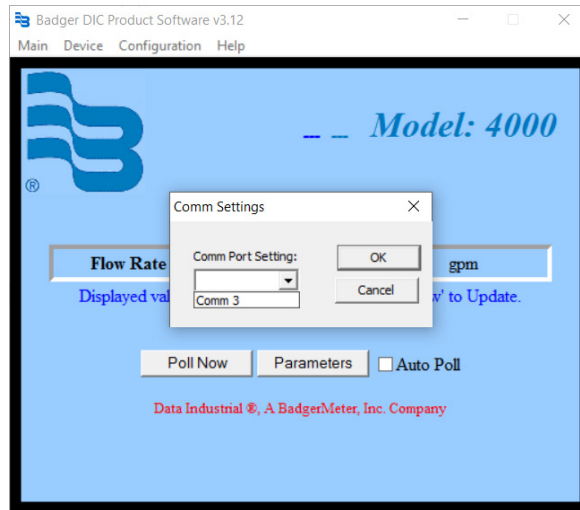 Badger DIC Product Software v3.12
Main Device Configuration Help
Model: 4000
®
Comm Settings
Comm Port Setting:
OK
Comm 3
Cancel
Flow Rate
gpm
Displayed val
w' to Update.
Poll Now
Parameters
Auto Poll
Data Industrial ®, A BadgerMeter, Inc. Company